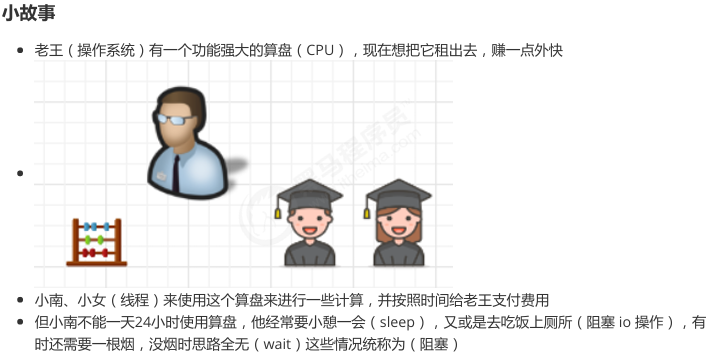 小故事
老王（操作系统）有一个功能强大的算盘（CPU），现在想把它租出去，赚一点外快
小南、小女（线程）来使用这个算盘来进行一些计算，并按照时间给老王支付费用
但小南不能一天24小时使用算盘，他经常要小憩一会（sleep），又或是去吃饭上厕所（阻塞 io 操作），有
时还需要一根烟，没烟时思路全无（wait）这些情况统称为（阻塞）